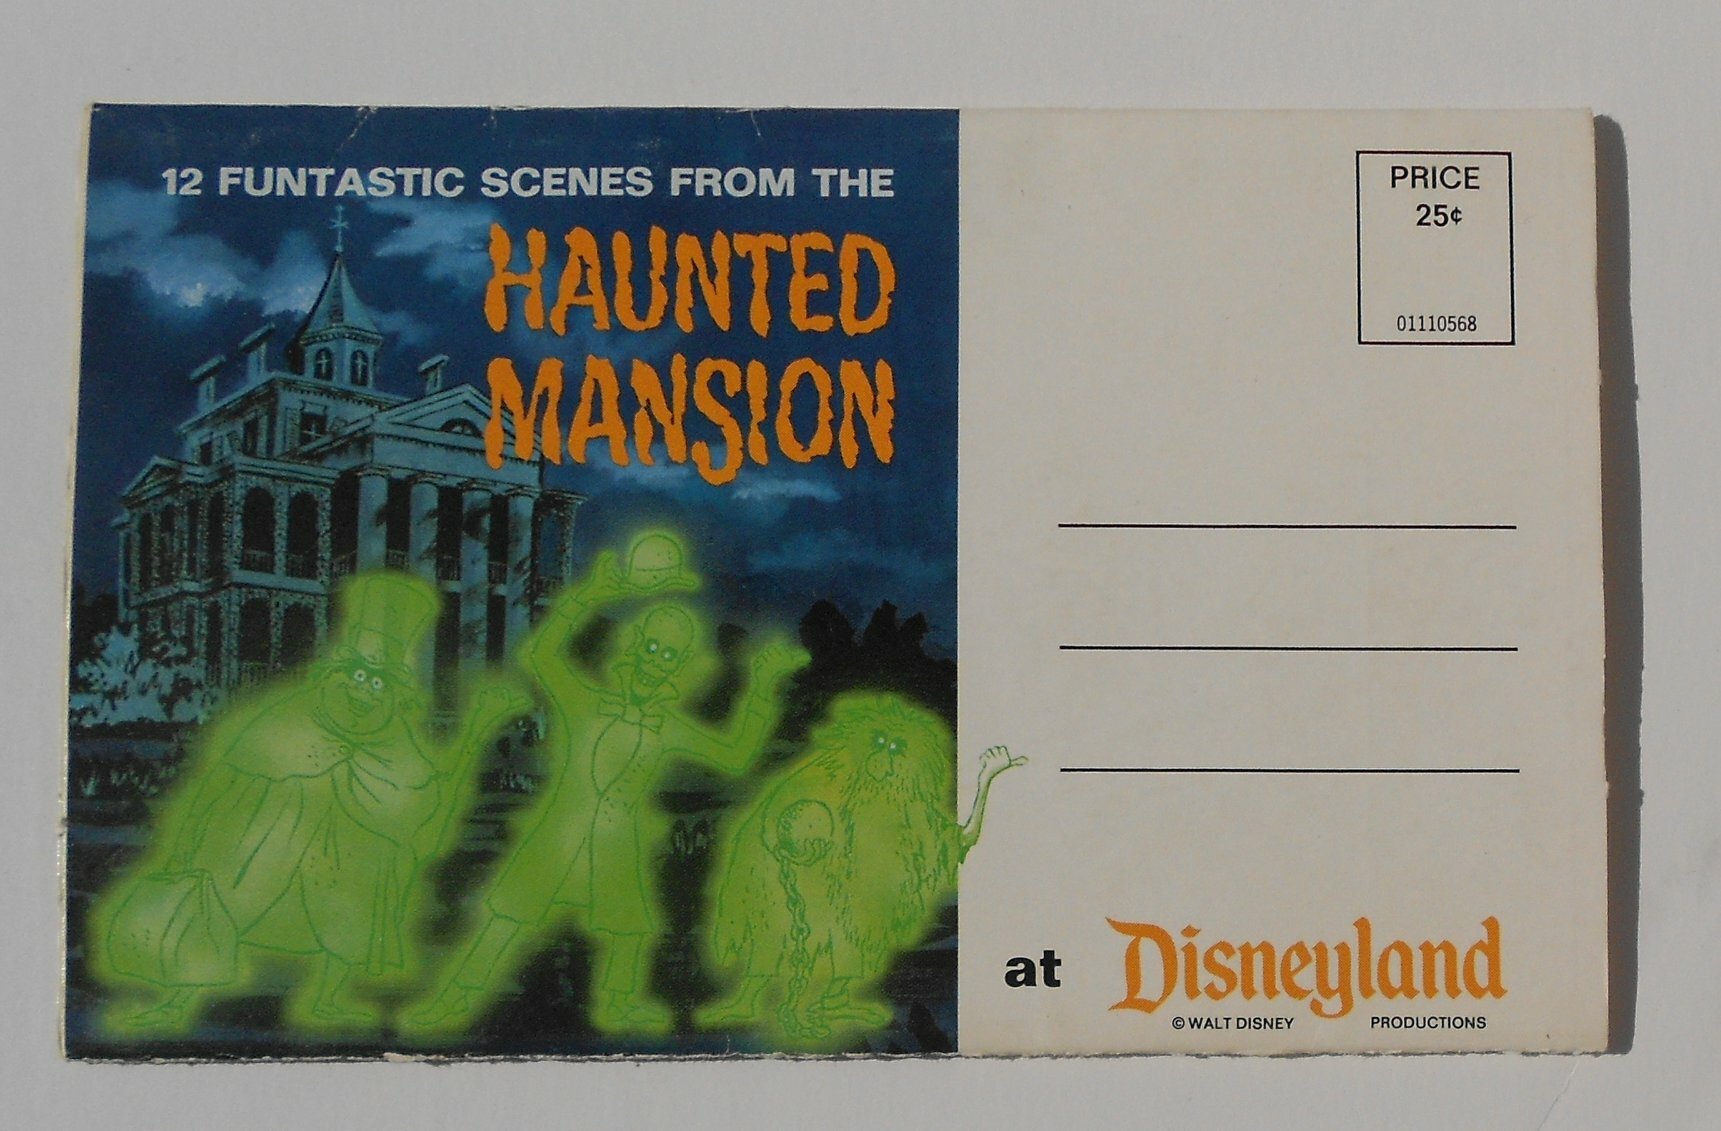 12 FUNTASTIC SCENES FROM THE
HAUNTED
MANSION
PRICE
25¢
01110568
at Disneyland
© WALT DISNEY PRODUCTIONS